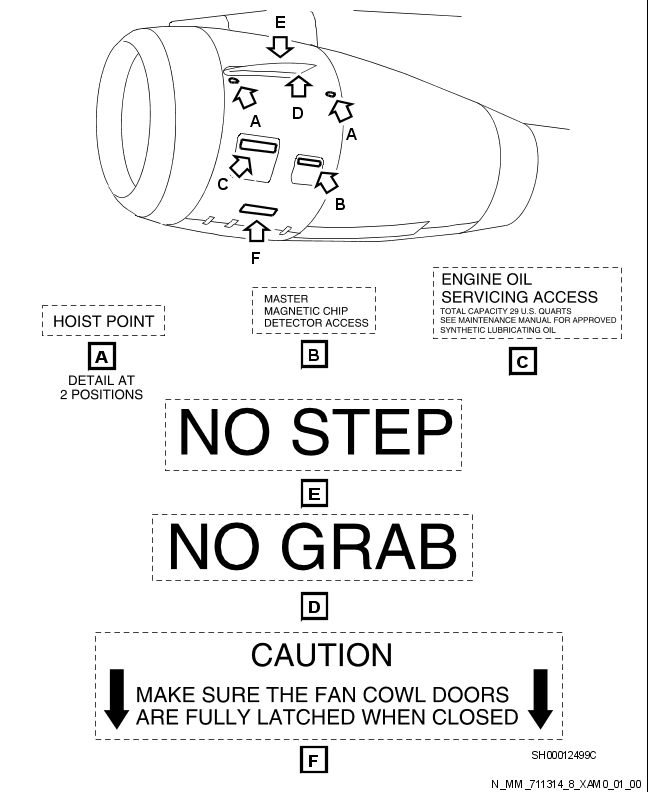 E
A
D
A
C
B
F
HOIST POINT
A
DETAIL AT
2 POSITIONS
MASTER
MAGNETIC CHIP
DETECTOR ACCESS
B
ENGINE OIL
SERVICING ACCESS
TOTAL CAPACITY 29 U.S. QUARTS
SEE MAINTENANCE MANUAL FOR APPROVED
SYNTHETIC LUBRICATING OIL
C
NO STEP
E
NO GRAB
D
CAUTION
MAKE SURE THE FAN COWL DOORS
ARE FULLY LATCHED WHEN CLOSED
F
SH00012499C
N_MM_711314_8_XAM0_01_00